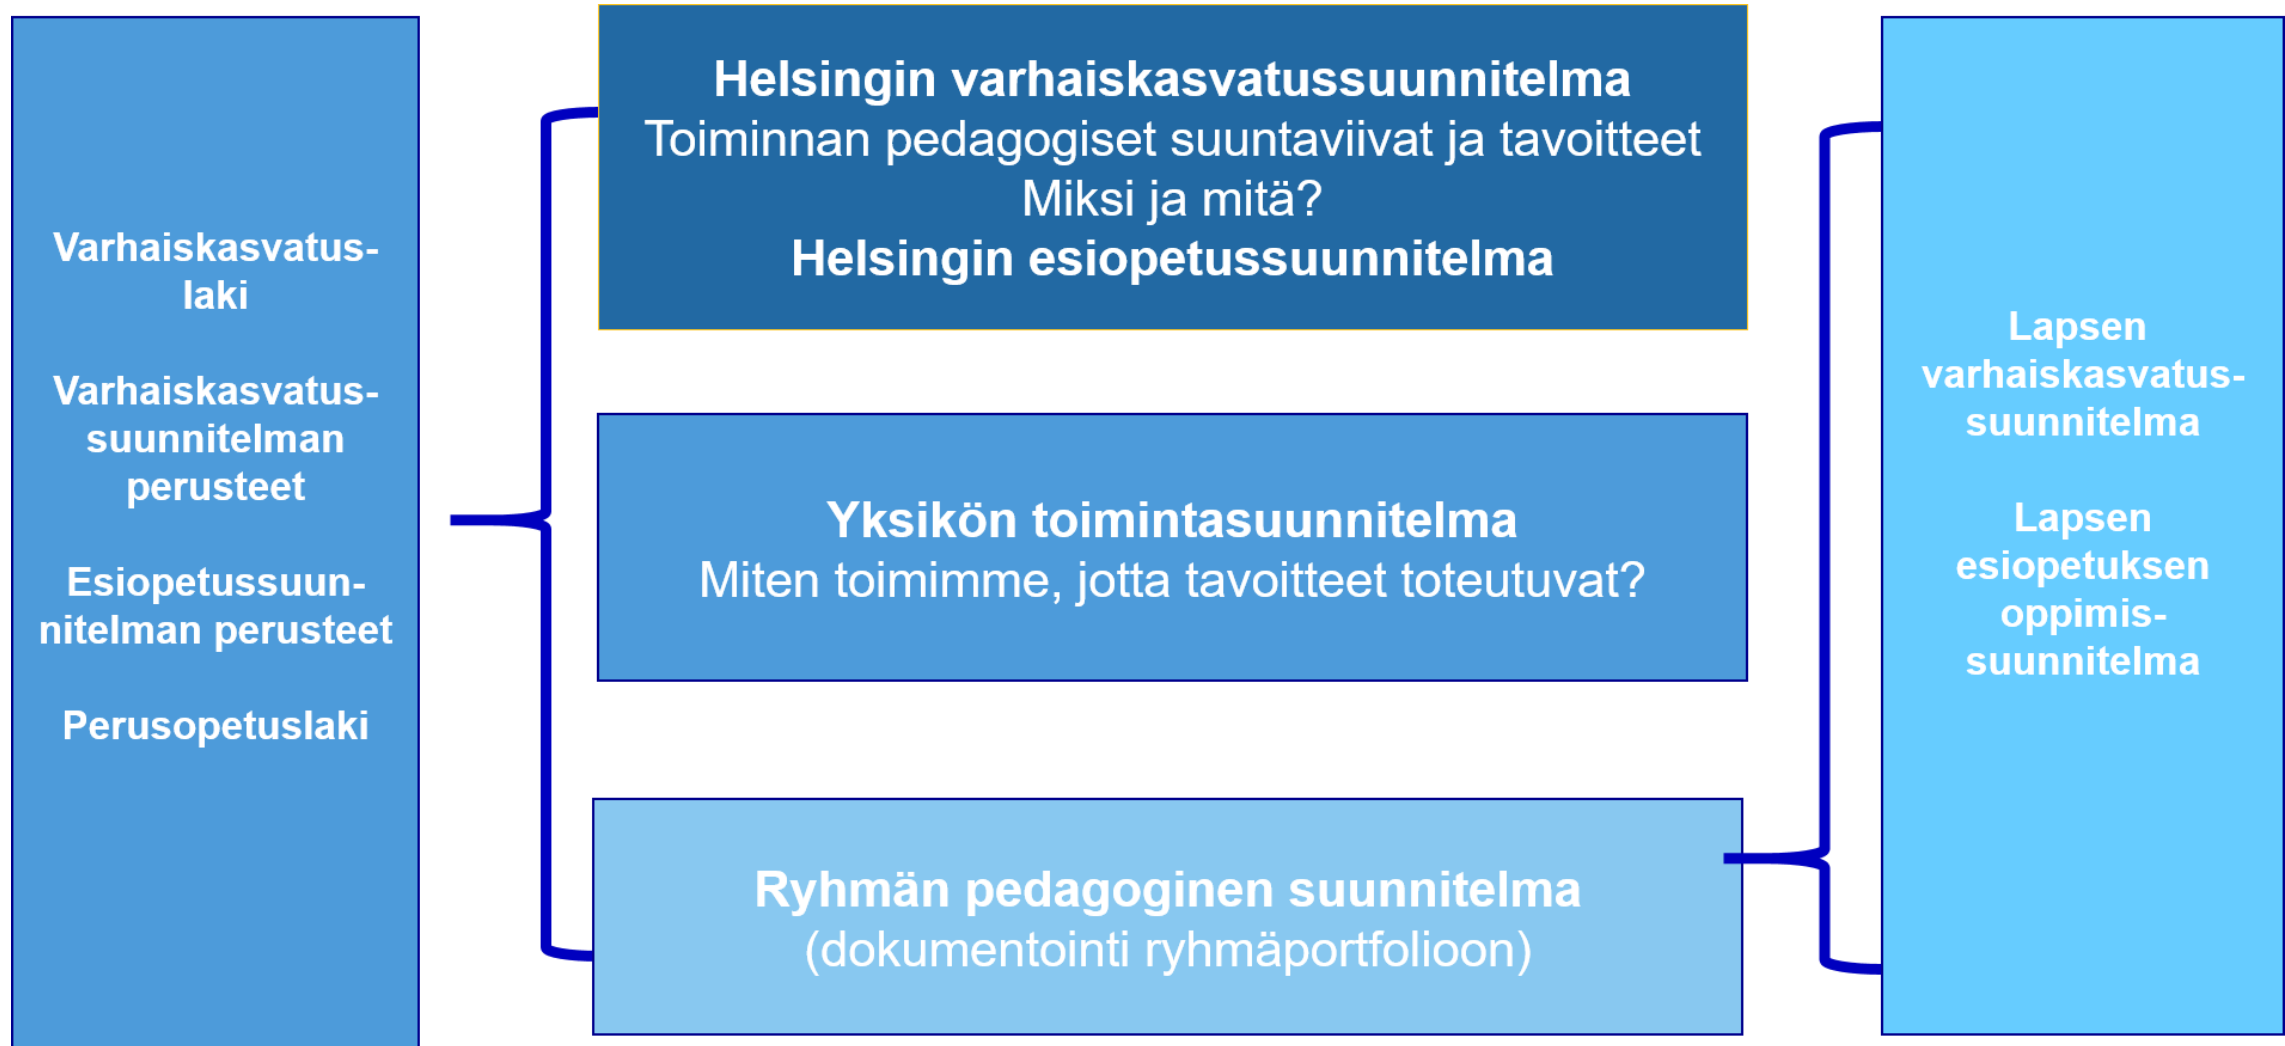 Varhaiskasvatus-
laki
Varhaiskasvatus-
suunnitelman
perusteet
Esiopetussuun-
nitelman perusteet
Perusopetuslaki
Helsingin varhaiskasvatussuunnitelma
Toiminnan pedagogiset suuntaviivat ja tavoitteet
Miksi ja mitä?
Helsingin esiopetussuunnitelma
Yksikön toimintasuunnitelma
Miten toimimme, jotta tavoitteet toteutuvat?
Ryhmän pedagoginen suunnitelma
(dokumentointi ryhmäportfolioon)
Lapsen
varhaiskasvatus-
suunnitelma
Lapsen
esiopetuksen
oppimis-
suunnitelma